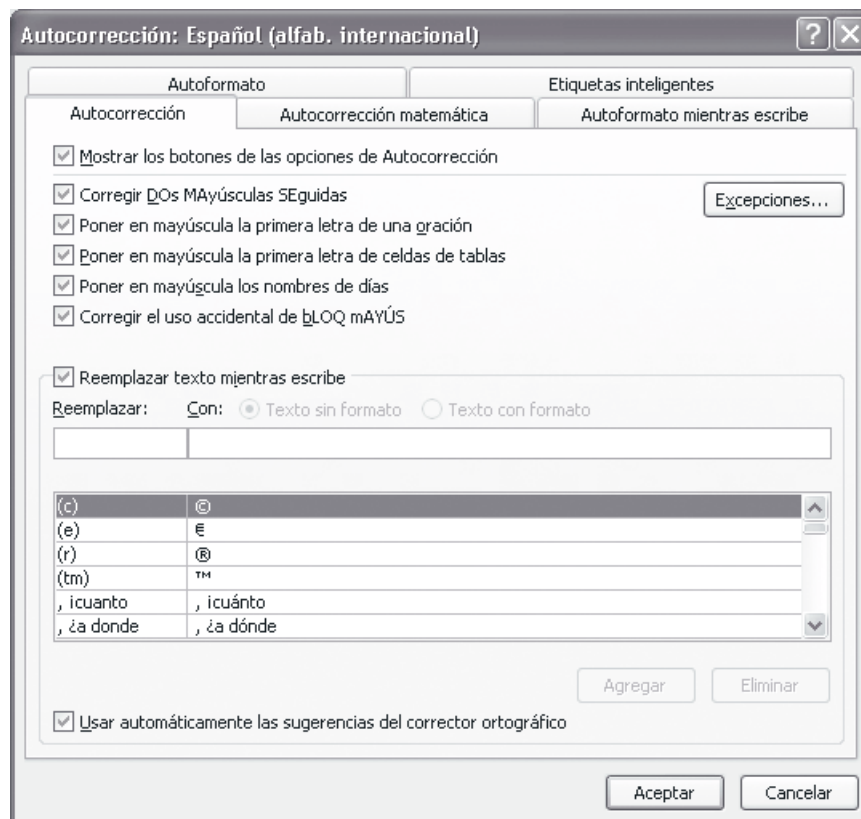 Autocorrección: Español (alfab. internacional)
Autoformato Etiquetas inteligentes
Autocorrección Autocorrección matemática Autoformato mientras escribe
Mostrar los botones de las opciones de Autocorrección
Corregir DOs MAyúsculas SEguidas Excepciones...
Poner en mayúscula la primera letra de una oración
Poner en mayúscula la primera letra de celdas de tablas
Poner en mayúscula los nombres de días
Corregir el uso accidental de bLOQ mAYÚS
Reemplazar texto mientras escribe
Reemplazar: Con: Texto sin formato Texto con formato
(c) ©
(e) €
(r) ®
(tm) ™
, icuanto , icuánto
, ¿a donde , ¿a dónde
Agregar Eliminar
Usar automáticamente las sugerencias del corrector ortográfico
Aceptar Cancelar